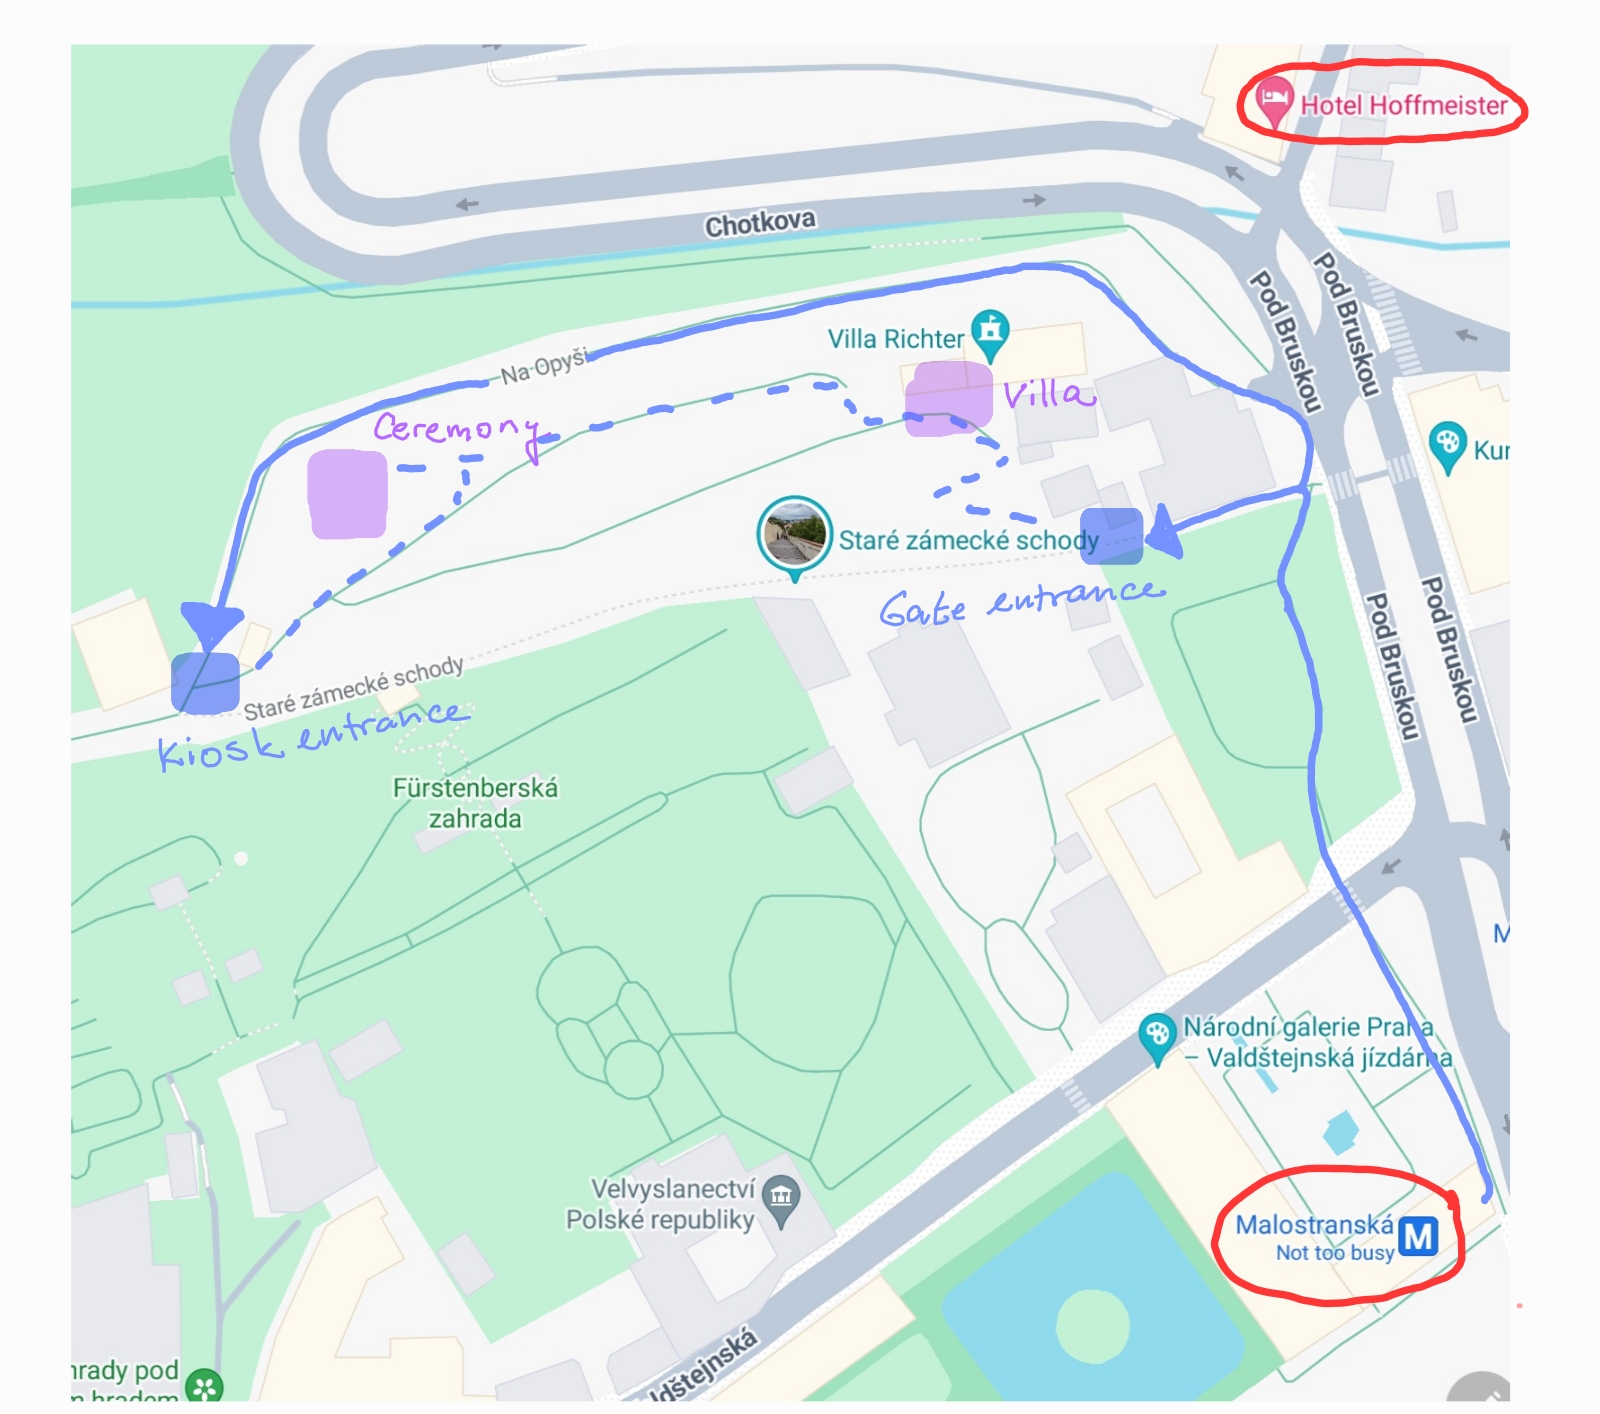 Hotel Hoffmeister
Chotkova
Pod Bruskou
Pod Bruskou
Villa Richter
Na Opyši
Villa
Ceremony
Kur
Staré zámecké schody
Gate entrance
Pod Bruskou
Pod Bruskou
Staré zámecké schody
Kiosk entrance
Fürstenberská
zahrada
M
Národní galerie Praha
– Valdštejnská jízdárna
Velvyslanectví
Polské republiky
Malostranská
M
Not too busy
ldštejnská
hrady pod
m hradem